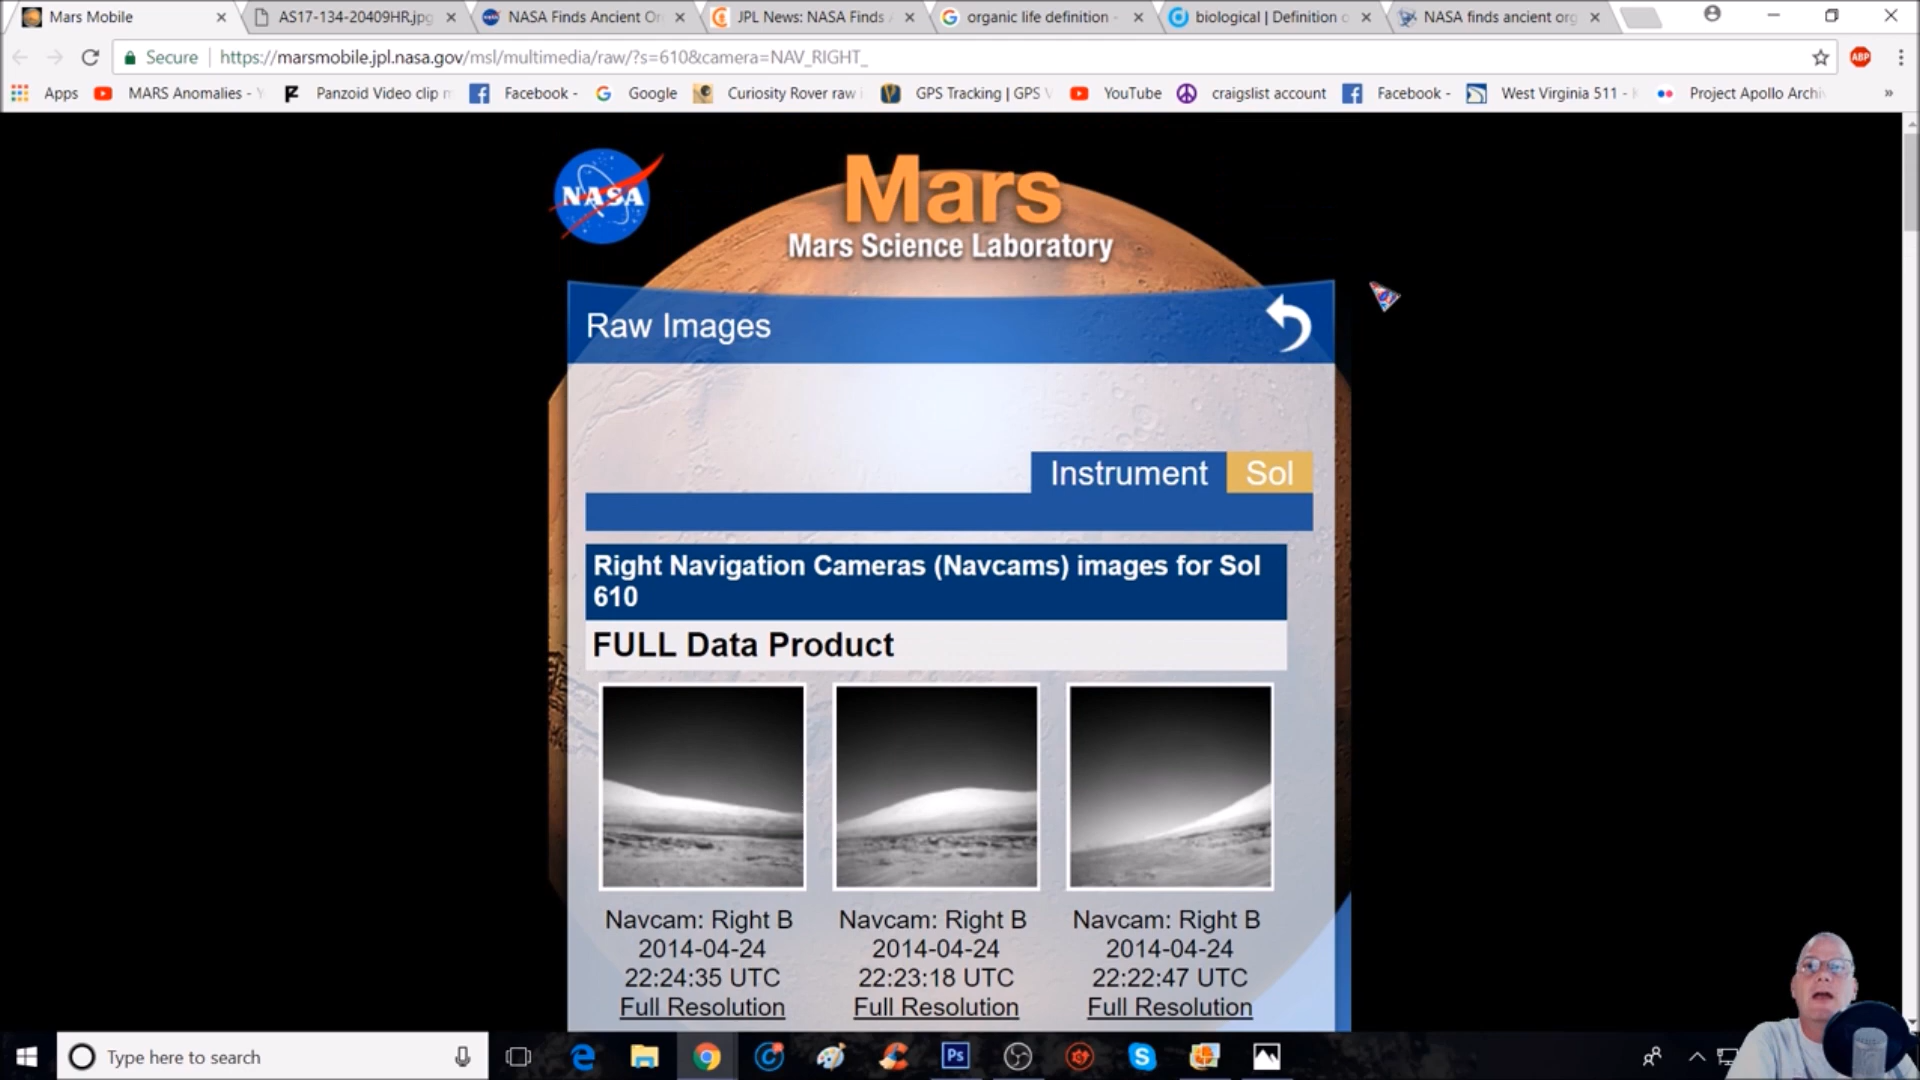 Mars Mobile
AS17-134-20409HR.jpg
NASA Finds Ancient Or
JPL News: NASA Finds
organic life definition -
biological | Definition o
NASA finds ancient org
Secure
https://marsmobile.jpl.nasa.gov/msl/multimedia/raw/?s=610&camera=NAV_RIGHT_
ABP
Apps
MARS Anomalies -
Panzoid Video clip m
Facebook -
Google
Curiosity Rover raw i
GPS Tracking | GPS V
YouTube
craigslist account
Facebook -
West Virginia 511 -
Project Apollo Archi
»
NASA
Mars
Mars Science Laboratory
Raw Images
Instrument
Sol
Right Navigation Cameras (Navcams) images for Sol
610
FULL Data Product
Navcam: Right B
2014-04-24
22:24:35 UTC
Full Resolution
Navcam: Right B
2014-04-24
22:23:18 UTC
Full Resolution
Navcam: Right B
2014-04-24
22:22:47 UTC
Full Resolution
Type here to search
Ps